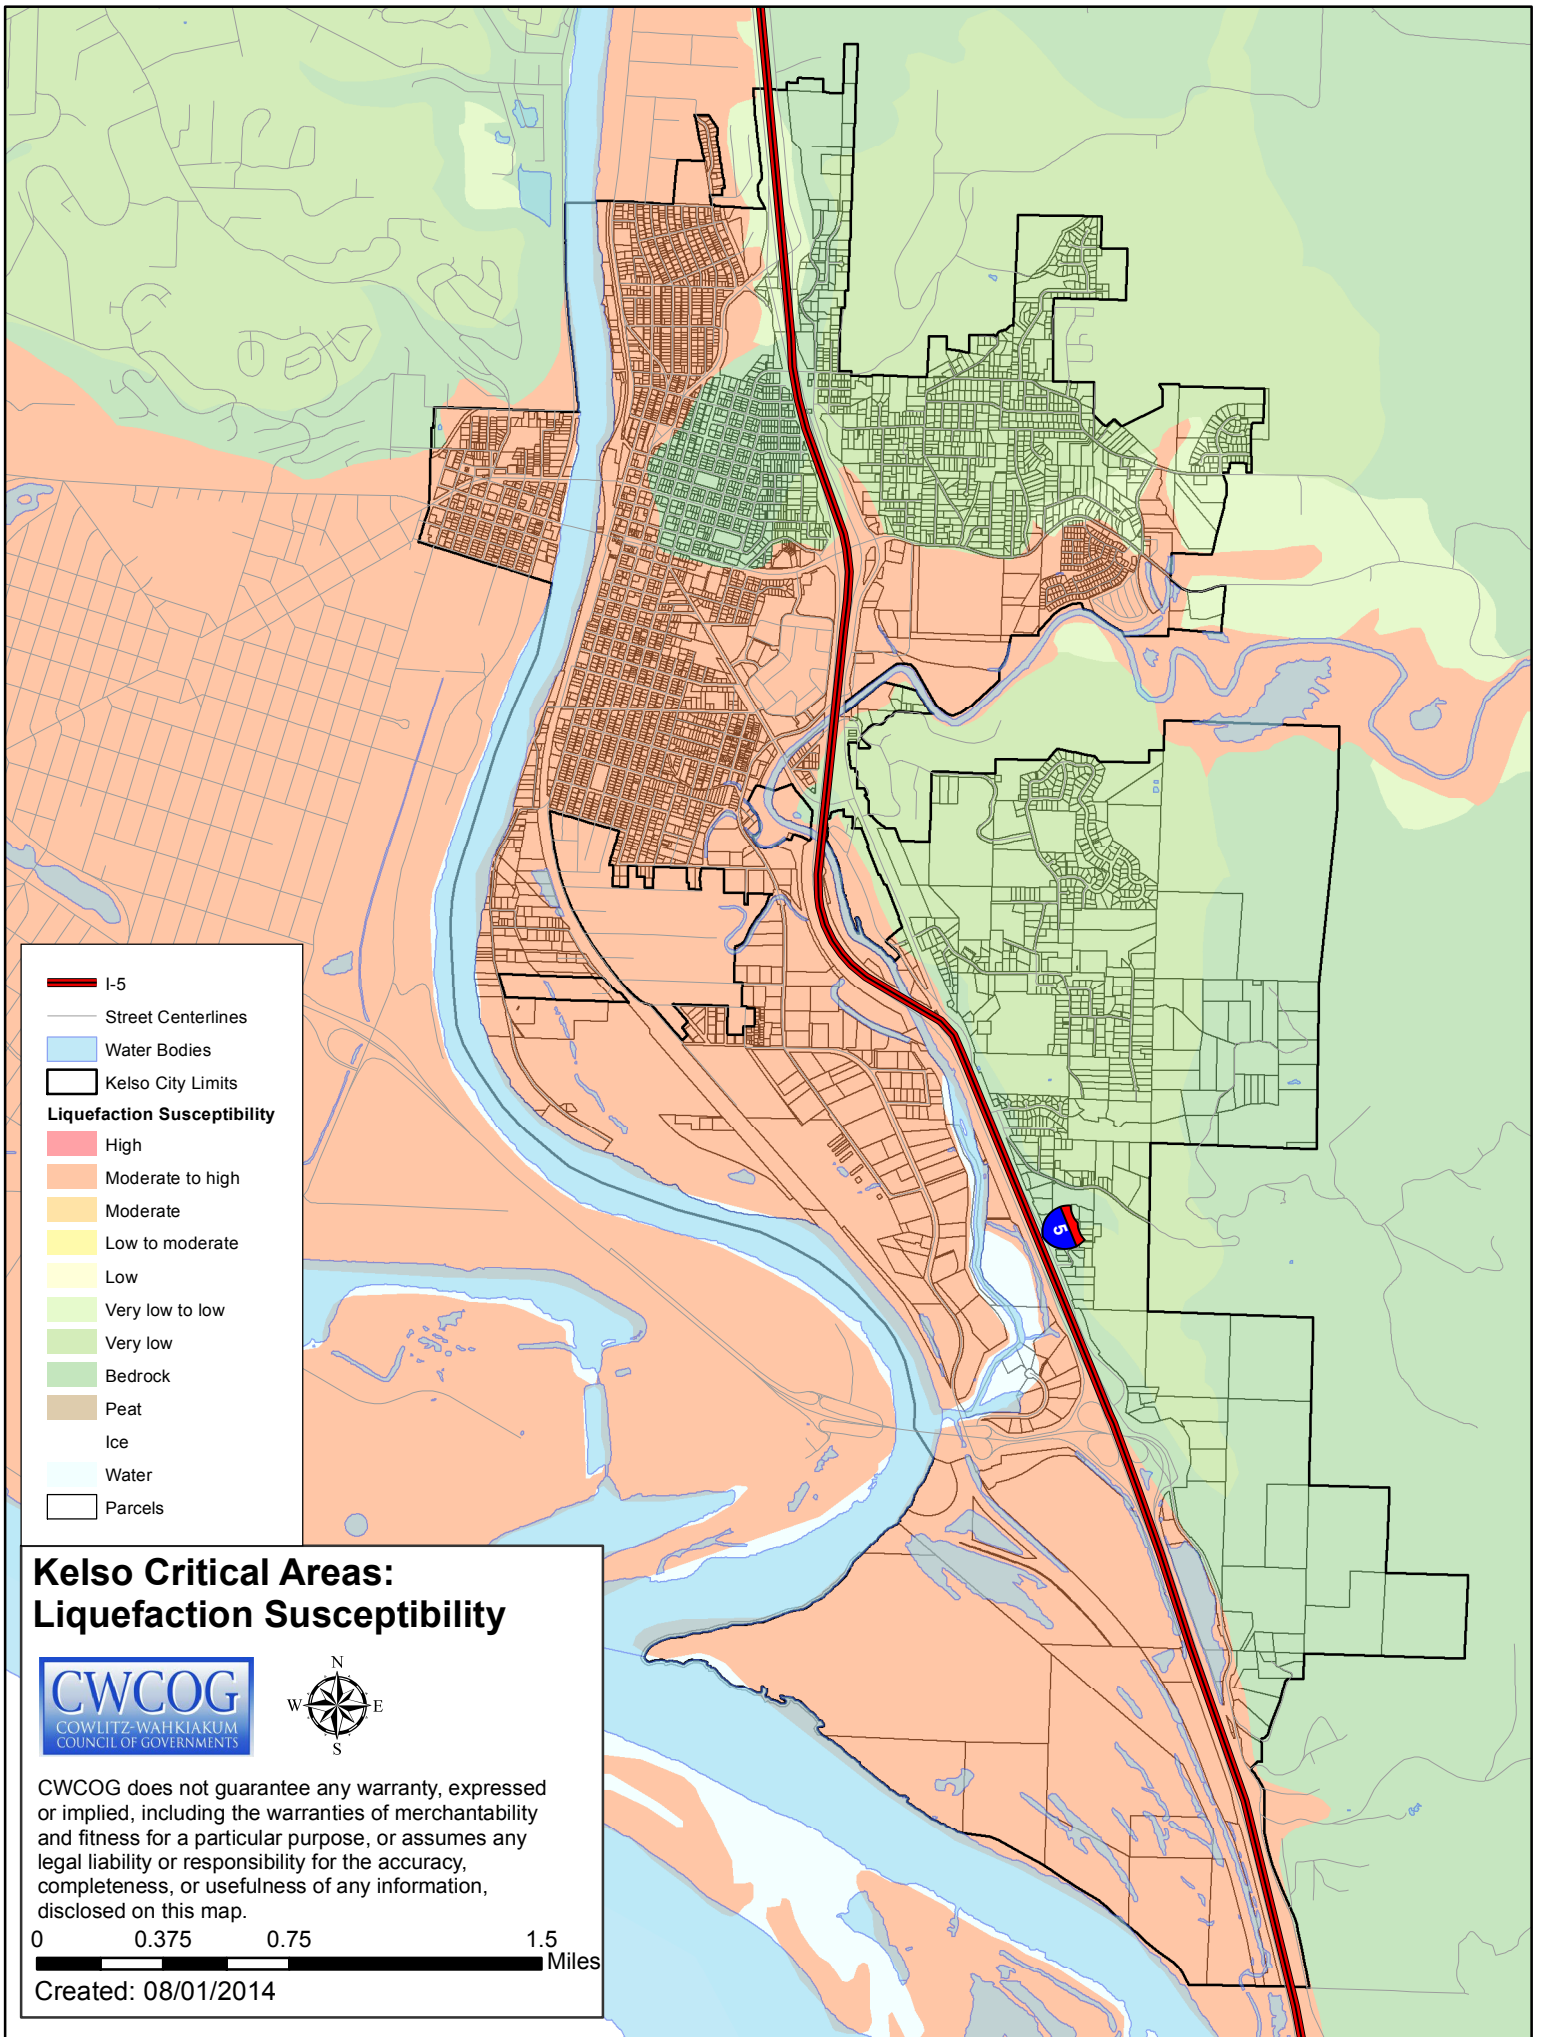 I-5
Street Centerlines
Water Bodies
Kelso City Limits
Liquefaction Susceptibility
High
Moderate to high
Moderate
Low to moderate
Low
Very low to low
Very low
Bedrock
Peat
Ice
Water
Parcels
5
Kelso Critical Areas:
Liquefaction Susceptibility
CWCOG
COWLITZ-WAHKIAKUM
COUNCIL OF GOVERNMENTS
N
W E
S
CWCOG does not guarantee any warranty, expressed
or implied, including the warranties of merchantability
and fitness for a particular purpose, or assumes any
legal liability or responsibility for the accuracy,
completeness, or usefulness of any information,
disclosed on this map.
0 0.375 0.75 1.5
Miles
Created: 08/01/2014